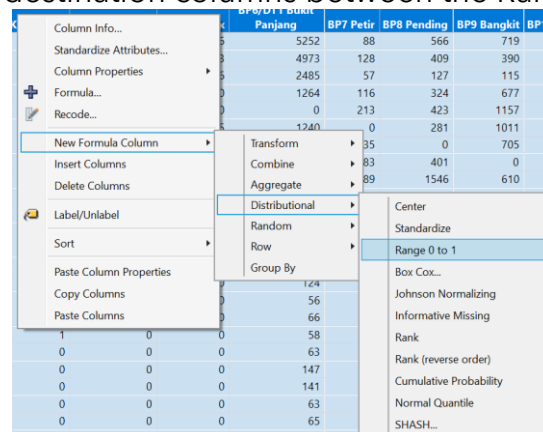 destination columns between the Ran
BP6/DT1 Bukit
Panjang BP7 Petir BP8 Pending BP9 Bangkit BP1
5252 88 566 719
4973 128 409 390
2485 57 127 115
1264 116 324 677
0 213 423 1157
1240 0 281 1011
35 0 705
83 401 0
89 1546 610
124
56
66
1 0 0 58
0 0 0 63
0 0 0 147
0 0 0 141
0 0 0 63
0 0 0 65
Column Info...
Standardize Attributes...
Column Properties
Formula...
Recode...
New Formula Column
Insert Columns
Delete Columns
Label/Unlabel
Sort
Paste Column Properties
Copy Columns
Paste Columns
Transform
Combine
Aggregate
Distributional
Random
Row
Group By
Center
Standardize
Range 0 to 1
Box Cox...
Johnson Normalizing
Informative Missing
Rank
Rank (reverse order)
Cumulative Probability
Normal Quantile
SHASH...